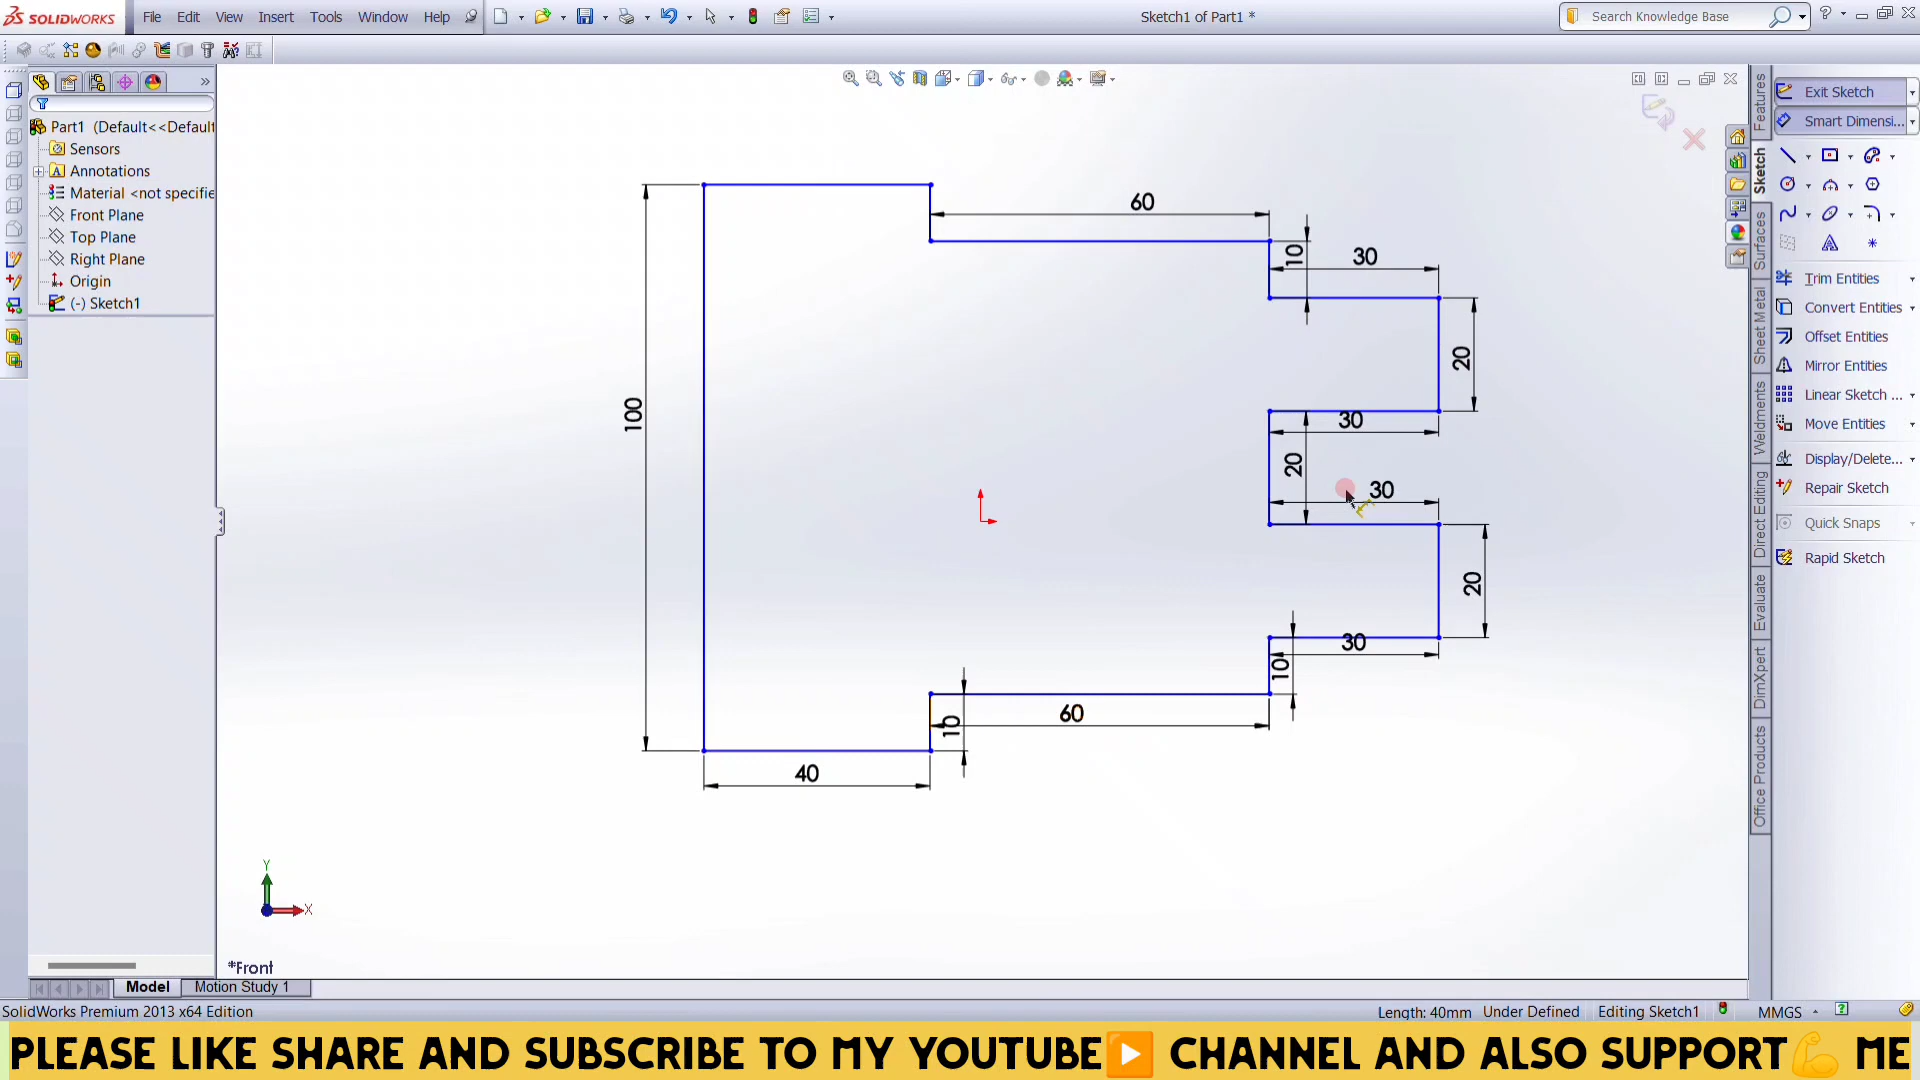 SOLIDWORKS File Edit View Insert Tools Window Help Sketch1 of Part1 * Search Knowledge Base
Part1 (Default<<Default
Sensors
Annotations
Material <not specifie
Front Plane
Top Plane
Right Plane
Origin
(-) Sketch1
60
10
30
20
100
30
20
30
20
30
10
60
10
40
Y
X
*Front
Features
Sketch
Surfaces
Sheet Metal
Weldments
Direct Editing
Evaluate
DimXpert
Office Products
Exit Sketch
Smart Dimensi...
Trim Entities
Convert Entities
Offset Entities
Mirror Entities
Linear Sketch ...
Move Entities
Display/Delete...
Repair Sketch
Quick Snaps
Rapid Sketch
Model Motion Study 1
SolidWorks Premium 2013 x64 Edition Length: 40mm Under Defined Editing Sketch1 MMGS
PLEASE LIKE SHARE AND SUBSCRIBE TO MY YOUTUBE▶️ CHANNEL AND ALSO SUPPORT💪 ME